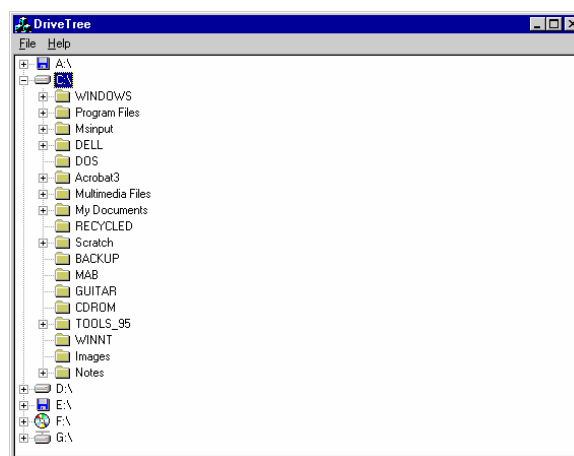 DriveTree
File Help
A:\
C:\
WINDOWS
Program Files
Msinput
DELL
DOS
Acrobat3
Multimedia Files
My Documents
RECYCLED
Scratch
BACKUP
MAB
GUITAR
CDROM
TOOLS_95
WINNT
Images
Notes
D:\
E:\
F:\
G:\